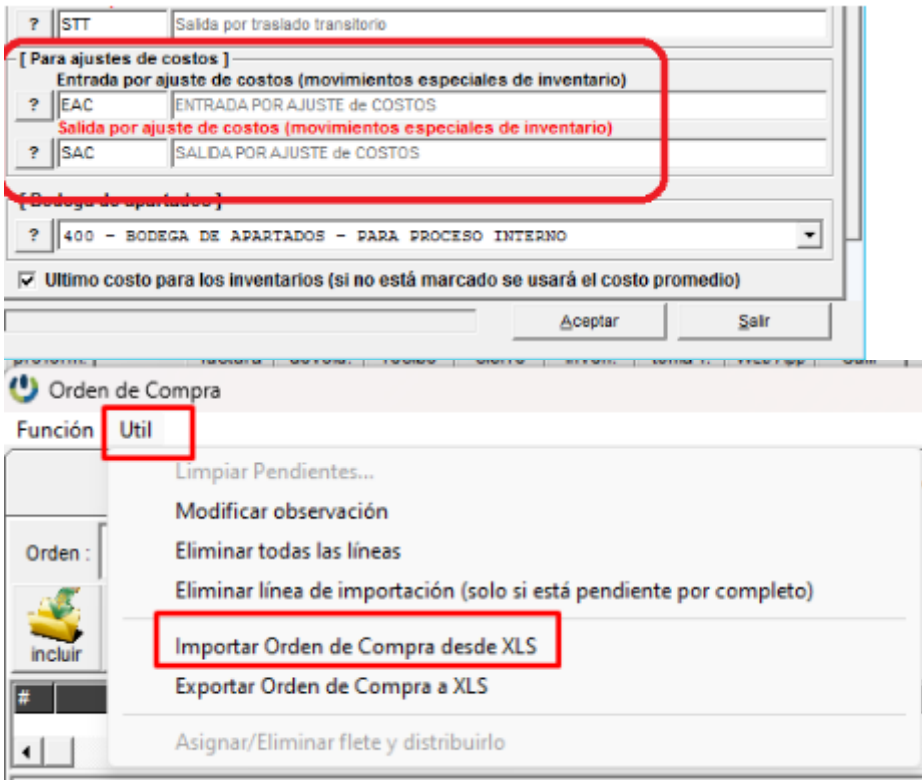 ? STT Salida por traslado transitorio
[ Para ajustes de costos ]
Entrada por ajuste de costos (movimientos especiales de inventario)
? EAC ENTRADA POR AJUSTE de COSTOS
Salida por ajuste de costos (movimientos especiales de inventario)
? SAC SALIDA POR AJUSTE de COSTOS
[ Bodega de apartados ]
? 400 - BODEGA DE APARTADOS - PARA PROCESO INTERNO
Ultimo costo para los inventarios (si no está marcado se usará el costo promedio)
Aceptar Salir
Orden de Compra
Función Util
Limpiar Pendientes...
Modificar observación
Orden :
Eliminar todas las líneas
Eliminar línea de importación (solo si está pendiente por completo)
incluir
Importar Orden de Compra desde XLS
Exportar Orden de Compra a XLS
#
Asignar/Eliminar flete y distribuirlo